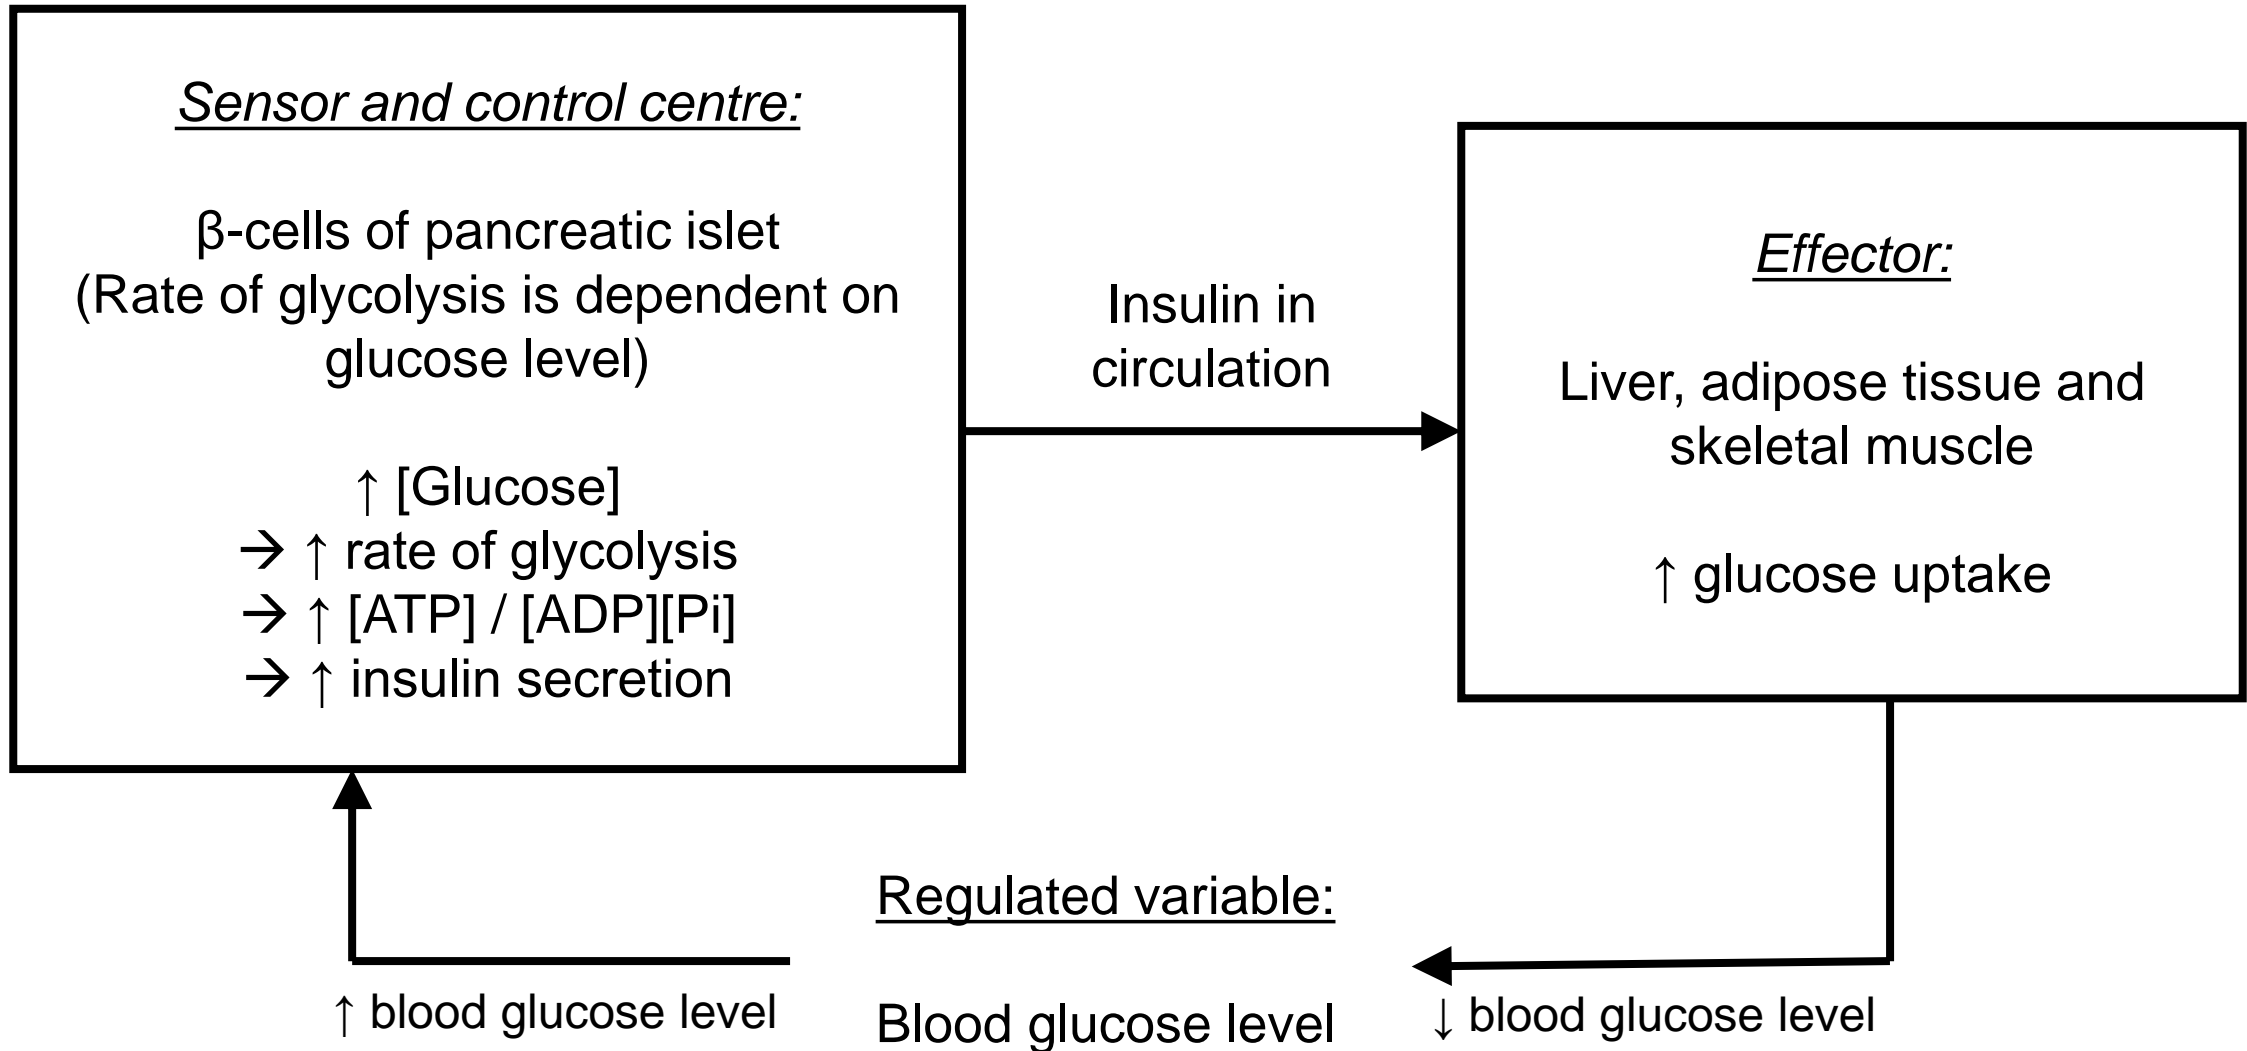 Sensor and control centre:
β-cells of pancreatic islet
(Rate of glycolysis is dependent on
glucose level)
↑ [Glucose]
→ ↑ rate of glycolysis
→ ↑ [ATP] / [ADP][Pi]
→ ↑ insulin secretion
Insulin in
circulation
Effector:
Liver, adipose tissue and
skeletal muscle
↑ glucose uptake
Regulated variable:
Blood glucose level
↑ blood glucose level
↓ blood glucose level